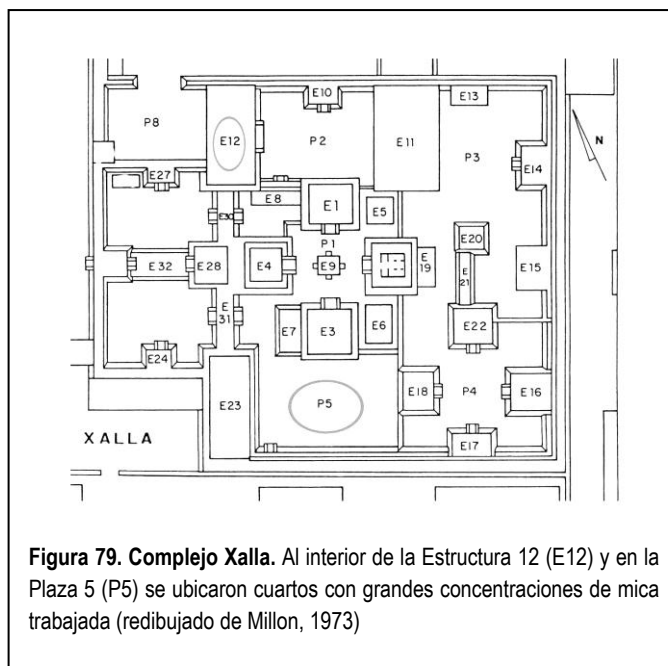 E10
E13
P8
E12
P2
E11
P3
N
E14
E27
E8
E1
E5
E30
P1
E20
E32
E28
E4
E9
E
19
E
21
E15
E
31
E7
E3
E6
E22
E24
E23
P5
E18
P4
E16
E17
XALLA
Figura 79. Complejo Xalla. Al interior de la Estructura 12 (E12) y en la
Plaza 5 (P5) se ubicaron cuartos con grandes concentraciones de mica
trabajada (redibujado de Millon, 1973)